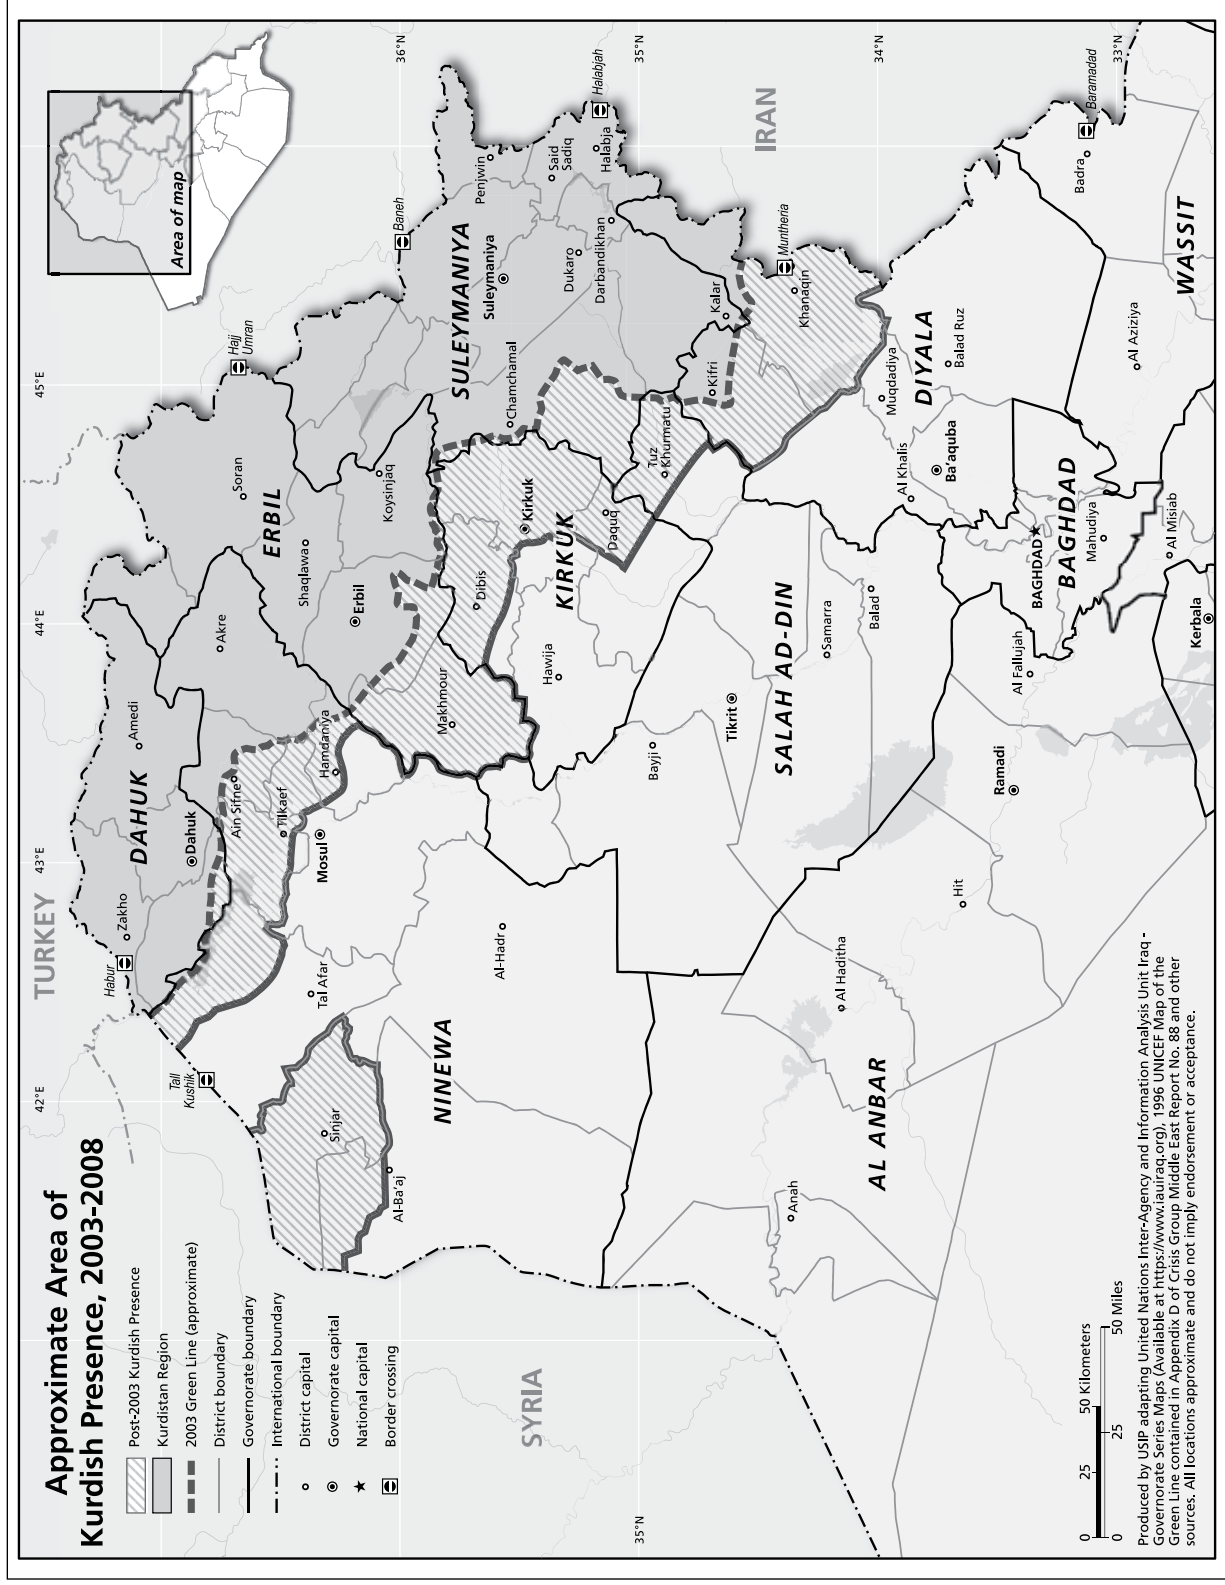 Approximate Area of
Kurdish Presence, 2003-2008
Post-2003 Kurdish Presence
Kurdistan Region
2003 Green Line (approximate)
District boundary
Governorate boundary
International boundary
District capital
Governorate capital
National capital
Border crossing
Area of map
TURKEY
SYRIA
IRAN
42°E
43°E
44°E
45°E
36°N
35°N
34°N
33°N
35°N
DAHUK
Habur
Zakho
Dahuk
Amedi
Akre
ERBIL
Soran
Hajj
Umran
Shaqlawa
Erbil
Koysinjaq
Makhmour
SULEYMANIYA
Baneh
Suleymaniya
Penjwin
Said
Sadiq
Halabja
Halabjah
Dukaro
Darbandikhan
Chamchamal
Kalar
Kifri
NINEWA
Tall
Kushik
Ain Sifne
Tilkaef
Hamdaniya
Mosul
Tal Afar
Sinjar
Al-Ba'aj
Al-Hadr
KIRKUK
Dibis
Kirkuk
Daquq
Hawija
SALAH AD-DIN
Tuz
Khurmatu
Bayji
Tikrit
Samarra
Balad
DIYALA
Muntheria
Khanaqin
Muqdadiya
Balad Ruz
Al Khalis
Ba'aquba
BAGHDAD
BAGHDAD
Mahudiya
WASSIT
Baramadad
Badra
Al Aziziya
Al Misiab
Kerbala
AL ANBAR
Al Fallujah
Ramadi
Hit
Al Haditha
Anah
0 25 50 Kilometers
0 25 50 Miles
Produced by USIP adapting United Nations Inter-Agency and Information Analysis Unit Iraq -
Governorate Series Maps (Available at https://www.iauiraq.org), 1996 UNICEF Map of the
Green Line contained in Appendix D of Crisis Group Middle East Report No. 88 and other
sources. All locations approximate and do not imply endorsement or acceptance.